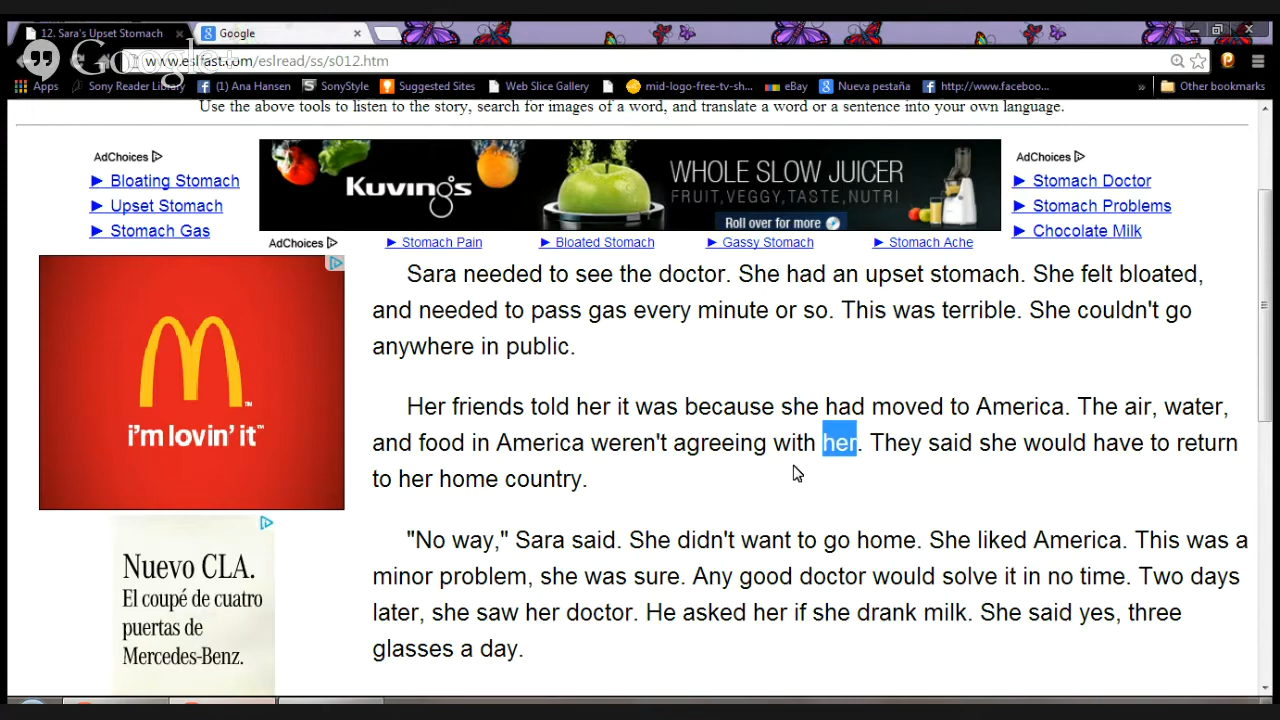 12. Sara's Upset Stomach
Google
Google+
www.eslfast.com/eslread/ss/s012.htm
Apps
Sony Reader Library
(1) Ana Hansen
SonyStyle
Suggested Sites
Web Slice Gallery
mid-logo-free-tv-sh...
eBay
Nueva pestaña
http://www.faceboo...
»
Other bookmarks
Use the above tools to listen to the story, search for images of a word, and translate a word or a sentence into your own language.
AdChoices
► Bloating Stomach
► Upset Stomach
► Stomach Gas
Kuvings
WHOLE SLOW JUICER
FRUIT,VEGGY,TASTE,NUTRI
Roll over for more
AdChoices
► Stomach Doctor
► Stomach Problems
► Chocolate Milk
AdChoices
► Stomach Pain
► Bloated Stomach
► Gassy Stomach
► Stomach Ache
i'm lovin' it™
Nuevo CLA.
El coupé de cuatro
puertas de
Mercedes-Benz.
Sara needed to see the doctor. She had an upset stomach. She felt bloated,
and needed to pass gas every minute or so. This was terrible. She couldn't go
anywhere in public.
Her friends told her it was because she had moved to America. The air, water,
and food in America weren't agreeing with her. They said she would have to return
to her home country.
"No way," Sara said. She didn't want to go home. She liked America. This was a
minor problem, she was sure. Any good doctor would solve it in no time. Two days
later, she saw her doctor. He asked her if she drank milk. She said yes, three
glasses a day.